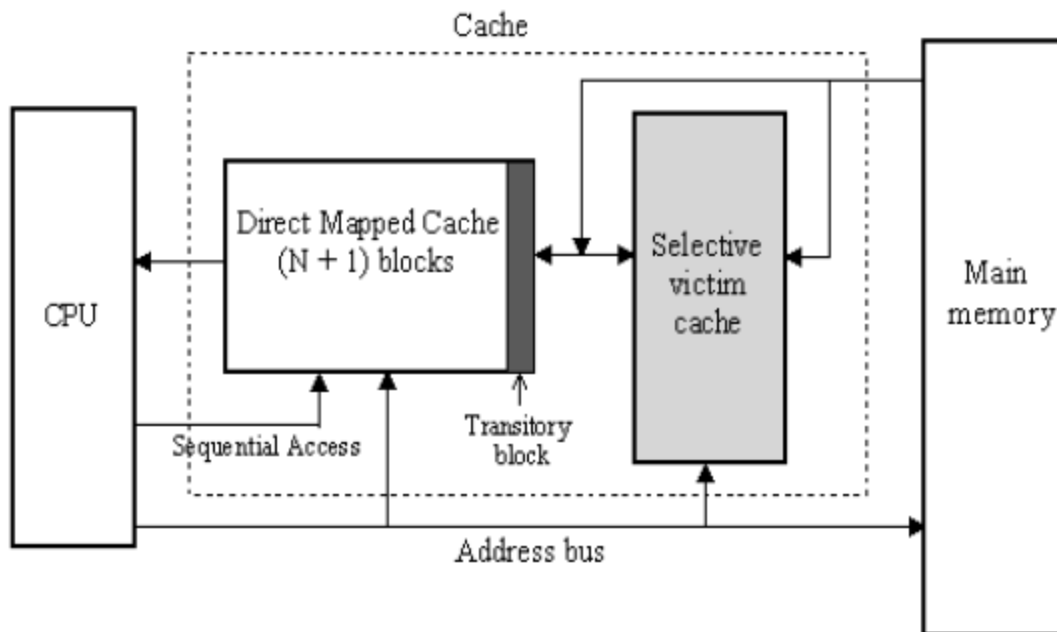 Cache
Direct Mapped Cache
(N + 1) blocks
CPU
Selective
victim
cache
Main
memory
Sequential Access
Transitory
block
Address bus